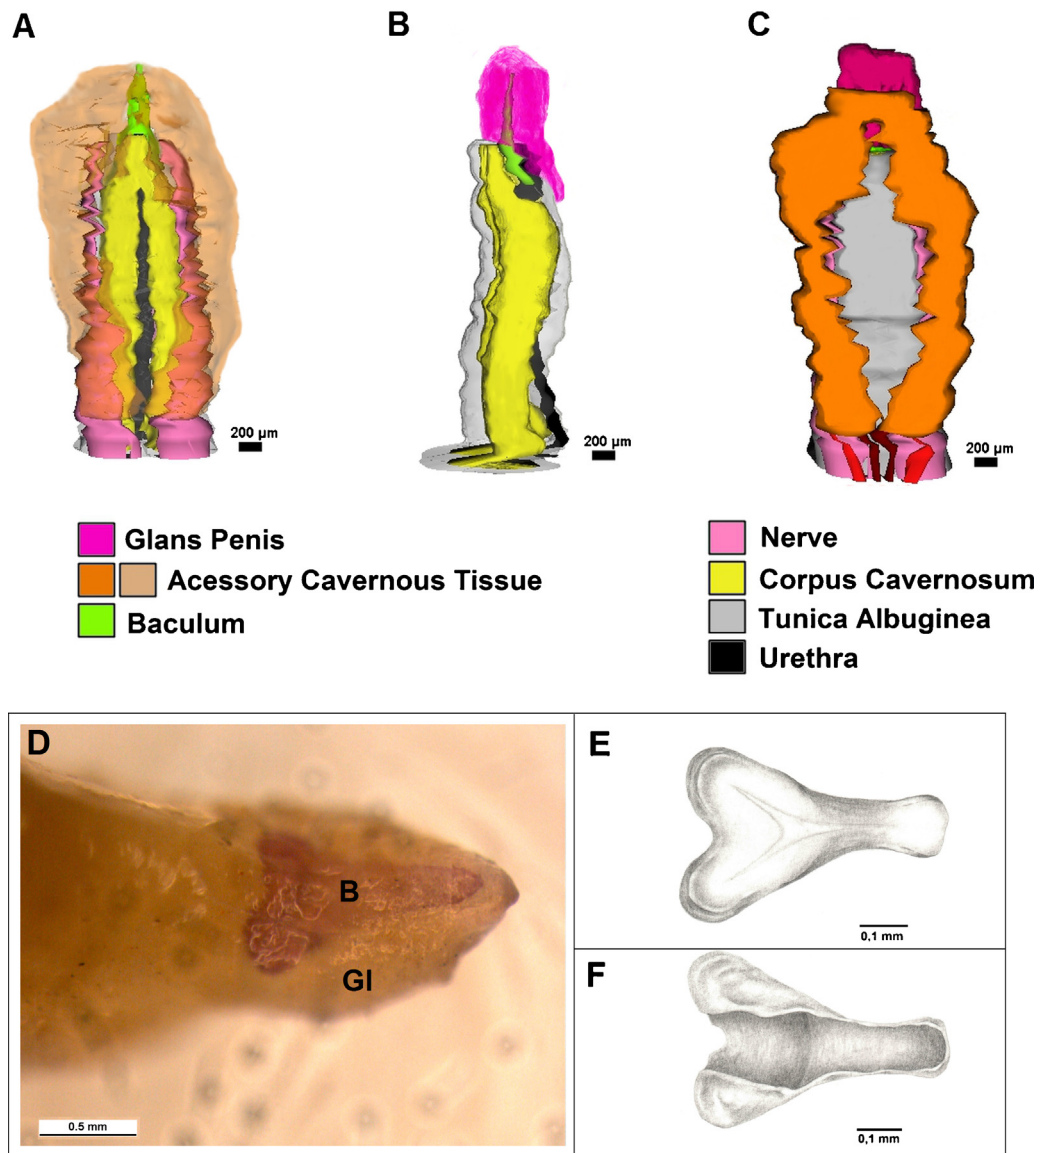 A
B
C
200 µm
200 µm
200 µm
Glans Penis
Acessory Cavernous Tissue
Baculum
Nerve
Corpus Cavernosum
Tunica Albuginea
Urethra
D
B
Gl
0.5 mm
E
0,1 mm
F
0,1 mm